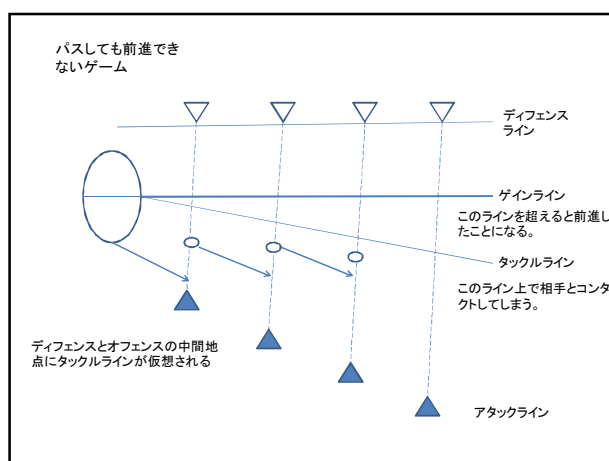 パスしても前進でき
ないゲーム
ディフェンス
ライン
ゲインライン
このラインを超えると前進し
たことになる。
タックルライン
このライン上で相手とコンタ
クトしてしまう。
ディフェンスとオフェンスの中間地
点にタックルラインが仮想される
アタックライン